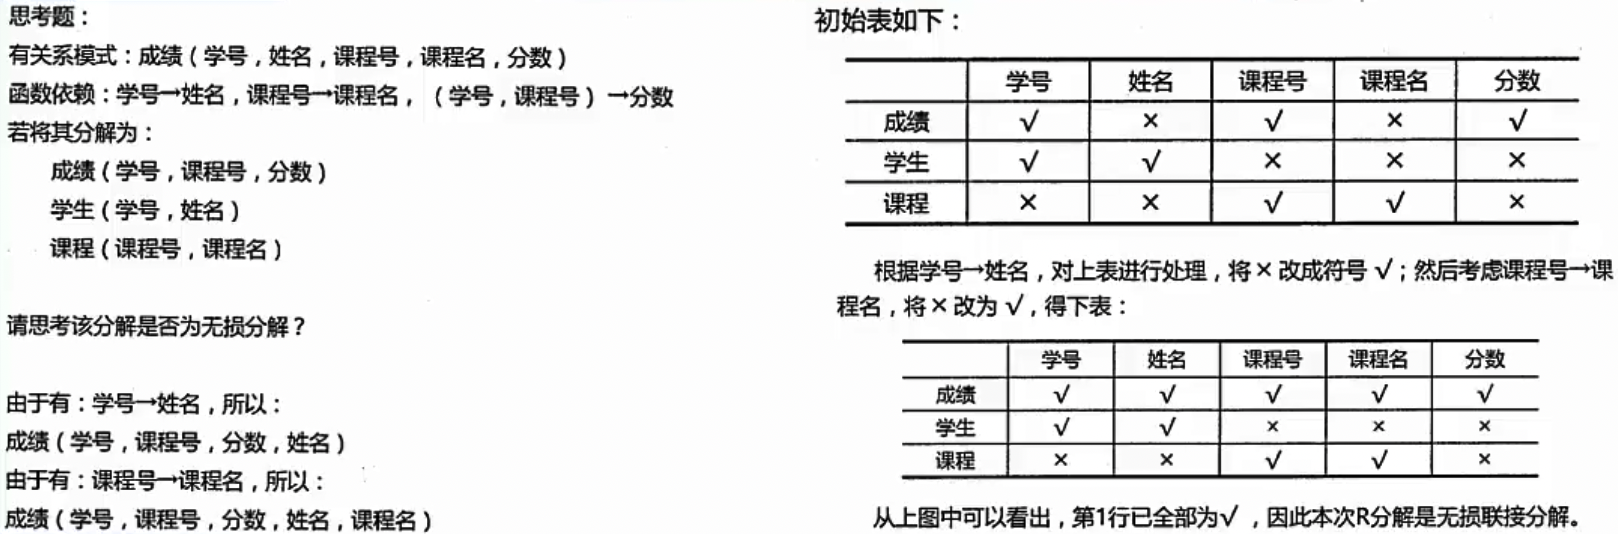 思考题：
有关系模式：成绩（学号，姓名，课程号，课程名，分数）
函数依赖：学号→姓名，课程号→课程名，（学号，课程号）→分数
若将其分解为：
成绩（学号，课程号，分数）
学生（学号，姓名）
课程（课程号，课程名）
请思考该分解是否为无损分解？
由于有：学号→姓名，所以：
成绩（学号，课程号，分数，姓名）
由于有：课程号→课程名，所以：
成绩（学号，课程号，分数，姓名，课程名）
初始表如下：
学号 姓名 课程号 课程名 分数
成绩 √ × √ × √
学生 √ √ × × ×
课程 × × √ √ ×
根据学号→姓名，对上表进行处理，将×改成符号√；然后考虑课程号→课
程名，将×改为√，得下表：
学号 姓名 课程号 课程名 分数
成绩 √ √ √ √ √
学生 √ √ × × ×
课程 × × √ √ ×
从上图中可以看出，第1行已全部为√，因此本次R分解是无损联接分解。